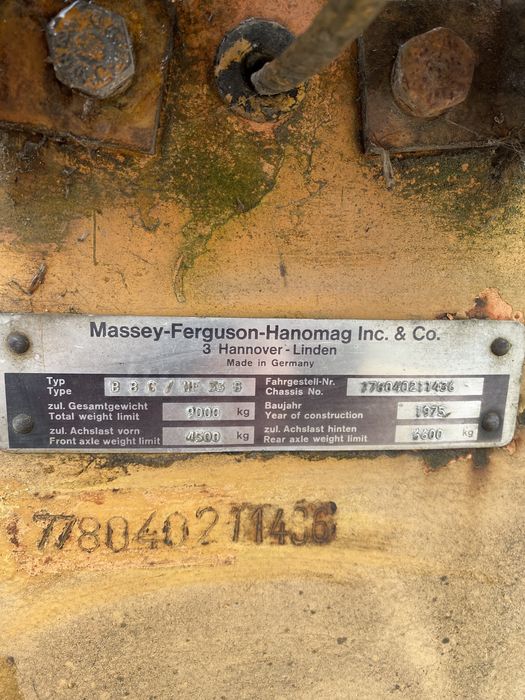 Massey-Ferguson-Hanomag Inc. & Co.
3 Hannover - Linden
Made in Germany
Typ
Type
Fahrgestell-Nr.
Chassis No.
778040211436
zul. Gesamtgewicht
Total weight limit
9000 kg
Baujahr
Year of construction
1975
zul. Achslast vorn
Front axle weight limit
4500 kg
zul. Achslast hinten
Rear axle weight limit
kg
778040211436